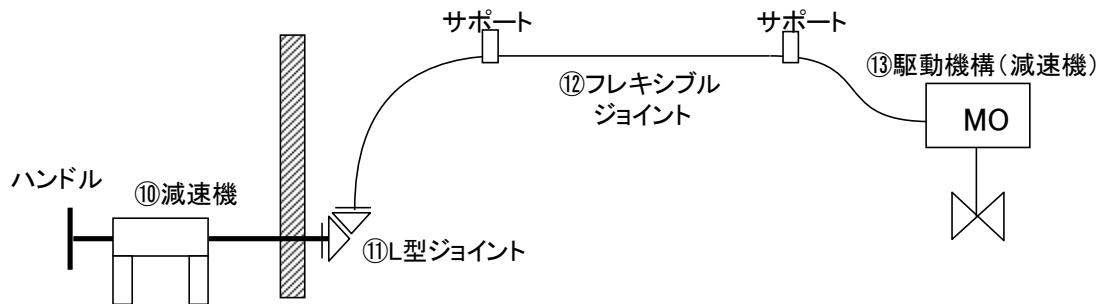 サポート
サポート
⑫フレキシブル
ジョイント
⑬駆動機構(減速機)
MO
ハンドル
⑩減速機
⑪L型ジョイント